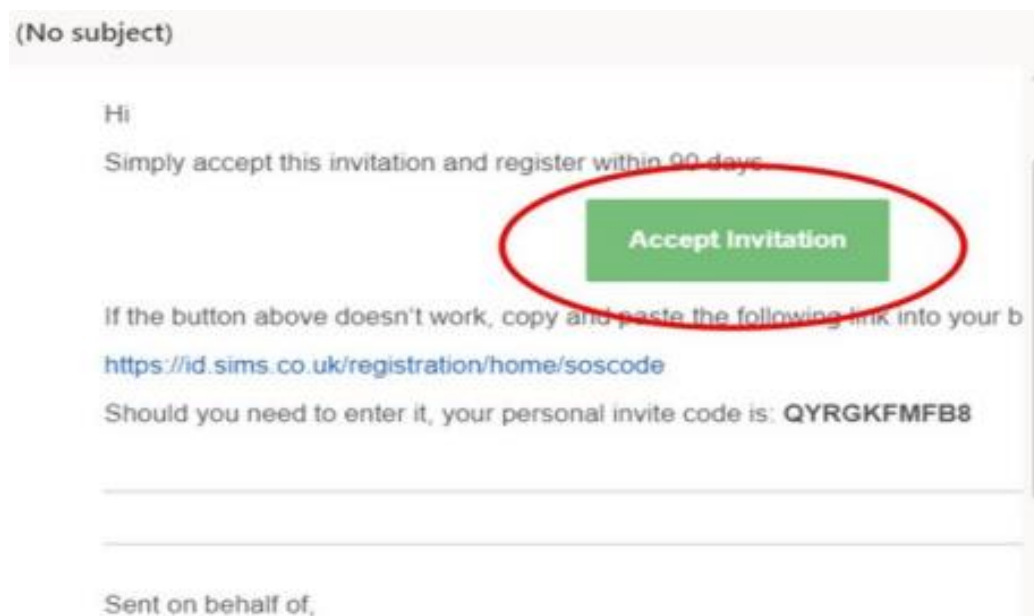 (No subject)
Hi
Simply accept this invitation and register within 90 days.
Accept Invitation
If the button above doesn't work, copy and paste the following link into your b
https://id.sims.co.uk/registration/home/soscode
Should you need to enter it, your personal invite code is: QYRGKFMFB8
Sent on behalf of,